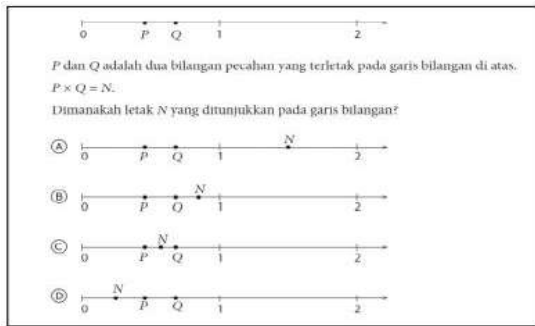 0 P Q 1 2
P dan Q adalah dua bilangan pecahan yang terletak pada garis bilangan di atas.
P × Q = N.
Dimanakah letak N yang ditunjukkan pada garis bilangan?
N
A 0 P Q 1 2
N
B 0 P Q 1 2
N
C 0 P Q 1 2
N
D 0 P Q 1 2